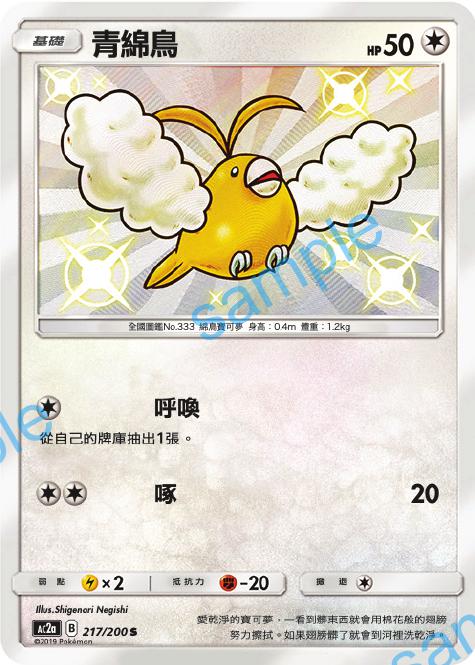 基礎 青綿鳥 HP 50
全國圖鑑No.333 綿鳥寶可夢 身高：0.4m 體重：1.2kg
sample
呼喚
從自己的牌庫抽出1張。
啄 20
弱點 ×2 抵抗力 -20 撤退
Illus.Shigenori Negishi
AC2a B 217/200 S
©2019 Pokémon
愛乾淨的寶可夢，一看到髒東西就會用棉花般的翅膀
努力擦拭。如果翅膀髒了就會到河裡洗乾淨。
ple